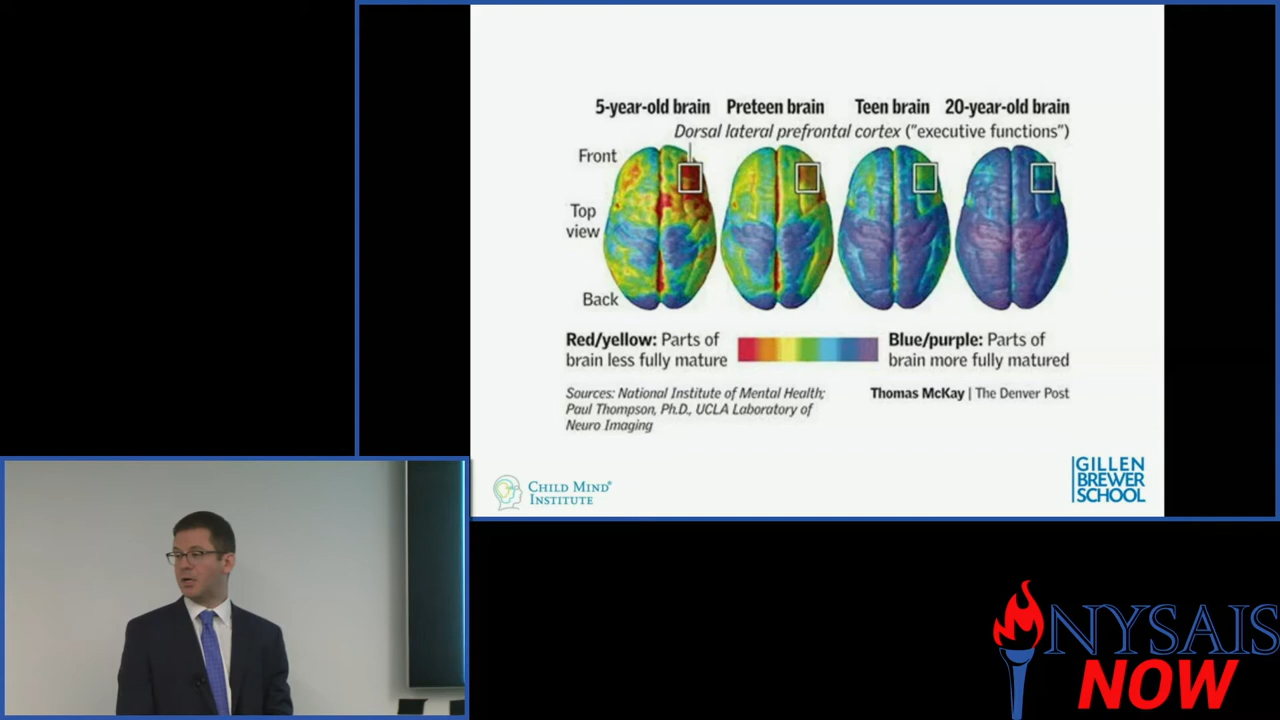 5-year-old brain Preteen brain Teen brain 20-year-old brain
Dorsal lateral prefrontal cortex ("executive functions")
Front
Top
view
Back
Red/yellow: Parts of
brain less fully mature
Blue/purple: Parts of
brain more fully matured
Sources: National Institute of Mental Health;
Paul Thompson, Ph.D., UCLA Laboratory of
Neuro Imaging
Thomas McKay | The Denver Post
CHILD MIND®
INSTITUTE
GILLEN
BREWER
SCHOOL
NYSAIS
NOW